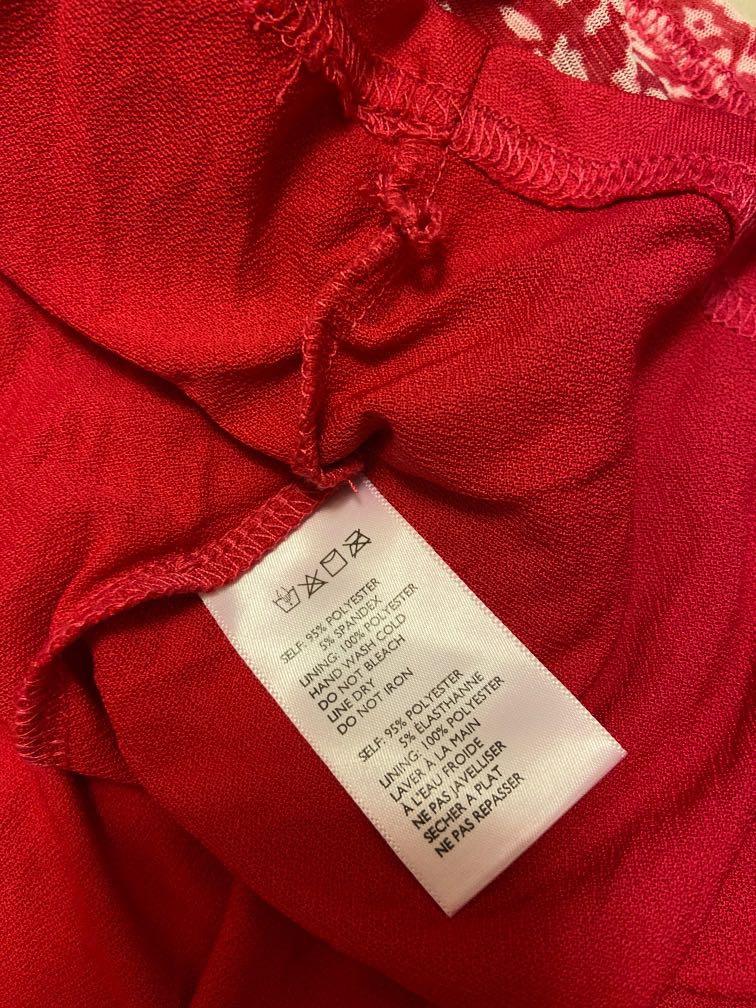 SELF: 95% POLYESTER
5% SPANDEX
LINING: 100% POLYESTER
HAND WASH COLD
DO NOT BLEACH
LINE DRY
DO NOT IRON
SELF: 95% POLYESTER
5% ÉLASTHANNE
LINING: 100% POLYESTER
LAVER À LA MAIN
À L'EAU FROIDE
NE PAS JAVELLISER
SECHER A PLAT
NE PAS REPASSER